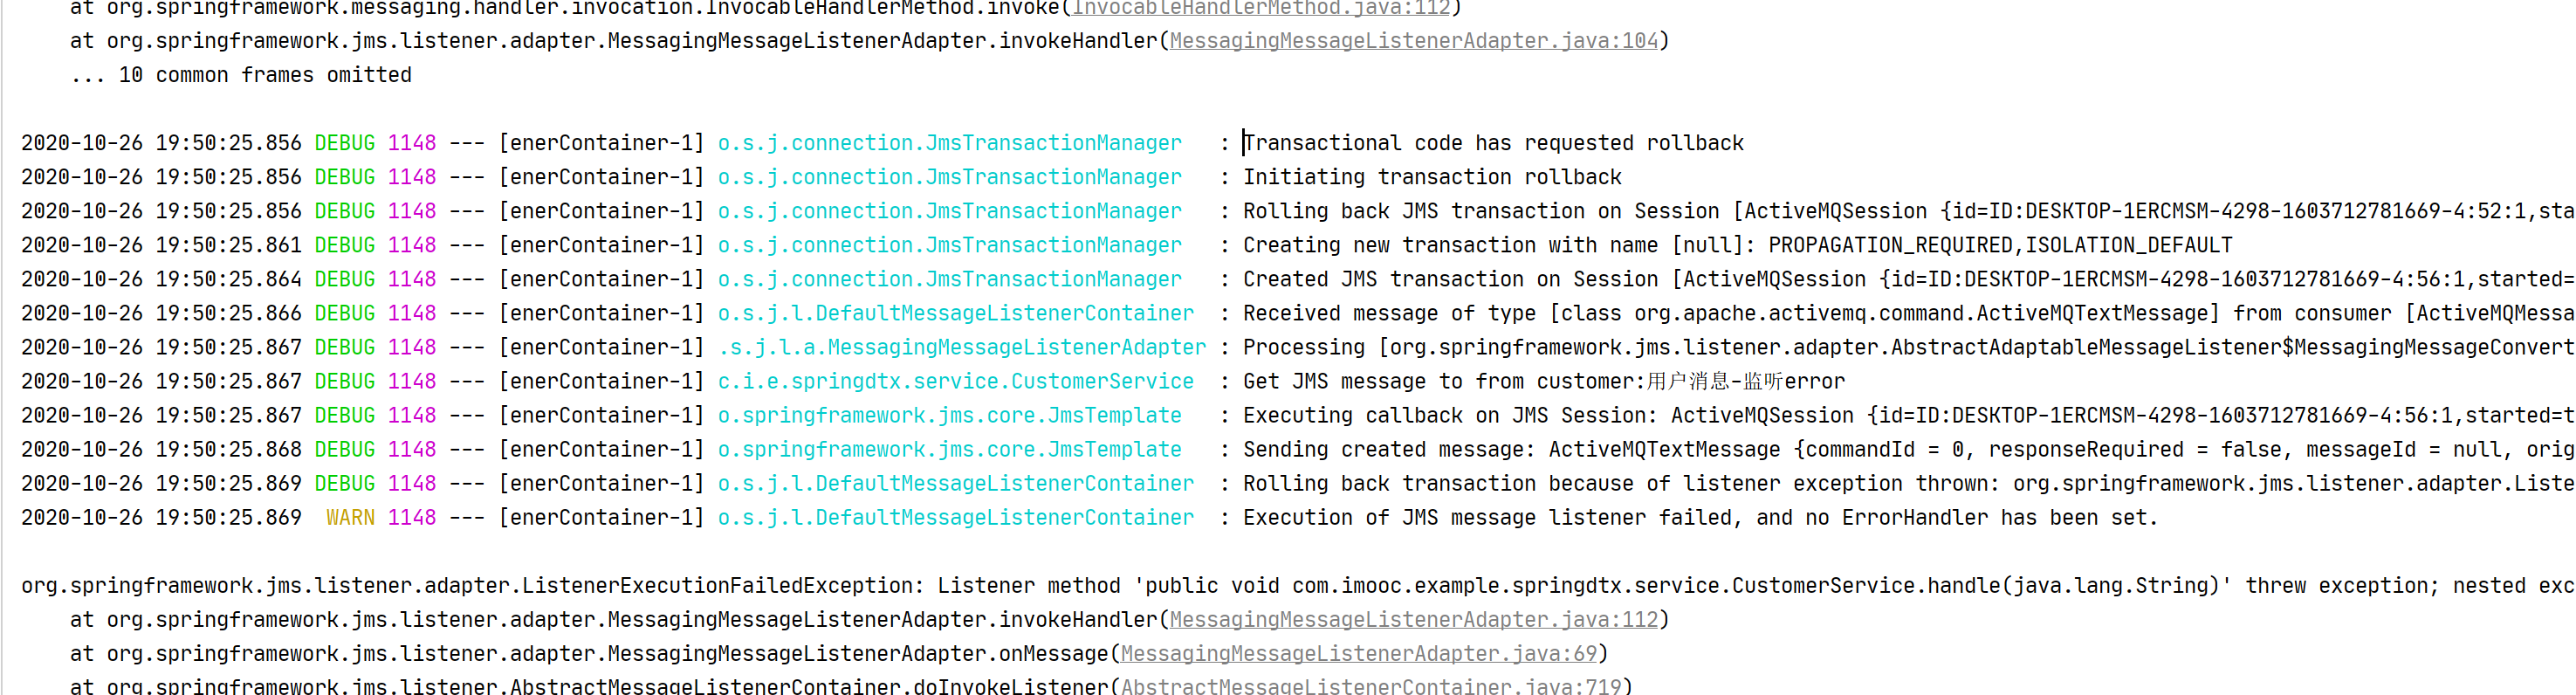 at org.springframework.messaging.handler.invocation.InvocableHandlerMethod.invoke(InvocableHandlerMethod.java:112)
at org.springframework.jms.listener.adapter.MessagingMessageListenerAdapter.invokeHandler(MessagingMessageListenerAdapter.java:104)
... 10 common frames omitted
2020-10-26 19:50:25.856 DEBUG 1148 --- [enerContainer-1] o.s.j.connection.JmsTransactionManager : Transactional code has requested rollback
2020-10-26 19:50:25.856 DEBUG 1148 --- [enerContainer-1] o.s.j.connection.JmsTransactionManager : Initiating transaction rollback
2020-10-26 19:50:25.856 DEBUG 1148 --- [enerContainer-1] o.s.j.connection.JmsTransactionManager : Rolling back JMS transaction on Session [ActiveMQSession {id=ID:DESKTOP-1ERCMSM-4298-1603712781669-4:52:1,sta
2020-10-26 19:50:25.861 DEBUG 1148 --- [enerContainer-1] o.s.j.connection.JmsTransactionManager : Creating new transaction with name [null]: PROPAGATION_REQUIRED,ISOLATION_DEFAULT
2020-10-26 19:50:25.864 DEBUG 1148 --- [enerContainer-1] o.s.j.connection.JmsTransactionManager : Created JMS transaction on Session [ActiveMQSession {id=ID:DESKTOP-1ERCMSM-4298-1603712781669-4:56:1,started=
2020-10-26 19:50:25.866 DEBUG 1148 --- [enerContainer-1] o.s.j.l.DefaultMessageListenerContainer : Received message of type [class org.apache.activemq.command.ActiveMQTextMessage] from consumer [ActiveMQMessa
2020-10-26 19:50:25.867 DEBUG 1148 --- [enerContainer-1] .s.j.l.a.MessagingMessageListenerAdapter : Processing [org.springframework.jms.listener.adapter.AbstractAdaptableMessageListener$MessagingMessageConvert
2020-10-26 19:50:25.867 DEBUG 1148 --- [enerContainer-1] c.i.e.springdtx.service.CustomerService : Get JMS message to from customer:用户消息-监听error
2020-10-26 19:50:25.867 DEBUG 1148 --- [enerContainer-1] o.springframework.jms.core.JmsTemplate : Executing callback on JMS Session: ActiveMQSession {id=ID:DESKTOP-1ERCMSM-4298-1603712781669-4:56:1,started=t
2020-10-26 19:50:25.868 DEBUG 1148 --- [enerContainer-1] o.springframework.jms.core.JmsTemplate : Sending created message: ActiveMQTextMessage {commandId = 0, responseRequired = false, messageId = null, orig
2020-10-26 19:50:25.869 DEBUG 1148 --- [enerContainer-1] o.s.j.l.DefaultMessageListenerContainer : Rolling back transaction because of listener exception thrown: org.springframework.jms.listener.adapter.Liste
2020-10-26 19:50:25.869 WARN 1148 --- [enerContainer-1] o.s.j.l.DefaultMessageListenerContainer : Execution of JMS message listener failed, and no ErrorHandler has been set.
org.springframework.jms.listener.adapter.ListenerExecutionFailedException: Listener method 'public void com.imooc.example.springdtx.service.CustomerService.handle(java.lang.String)' threw exception; nested exc
at org.springframework.jms.listener.adapter.MessagingMessageListenerAdapter.invokeHandler(MessagingMessageListenerAdapter.java:112)
at org.springframework.jms.listener.adapter.MessagingMessageListenerAdapter.onMessage(MessagingMessageListenerAdapter.java:69)
at org.springframework.jms.listener.AbstractMessageListenerContainer.doInvokeListener(AbstractMessageListenerContainer.java:719)